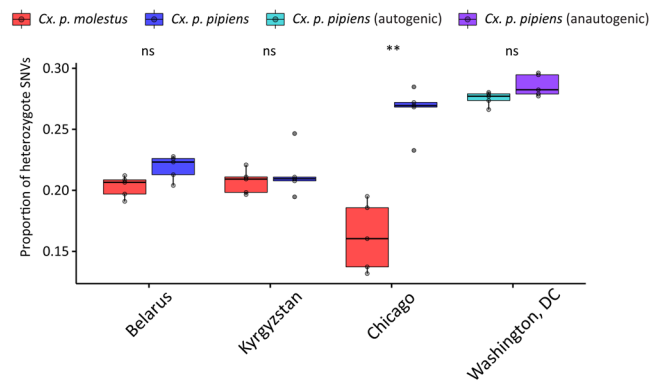 Cx. p. molestus Cx. p. pipiens Cx. p. pipiens (autogenic) Cx. p. pipiens (anautogenic)
ns ns ** ns
Proportion of heterozygote SNVs
0.30
0.25
0.20
0.15
Belarus Kyrgyzstan Chicago Washington, DC